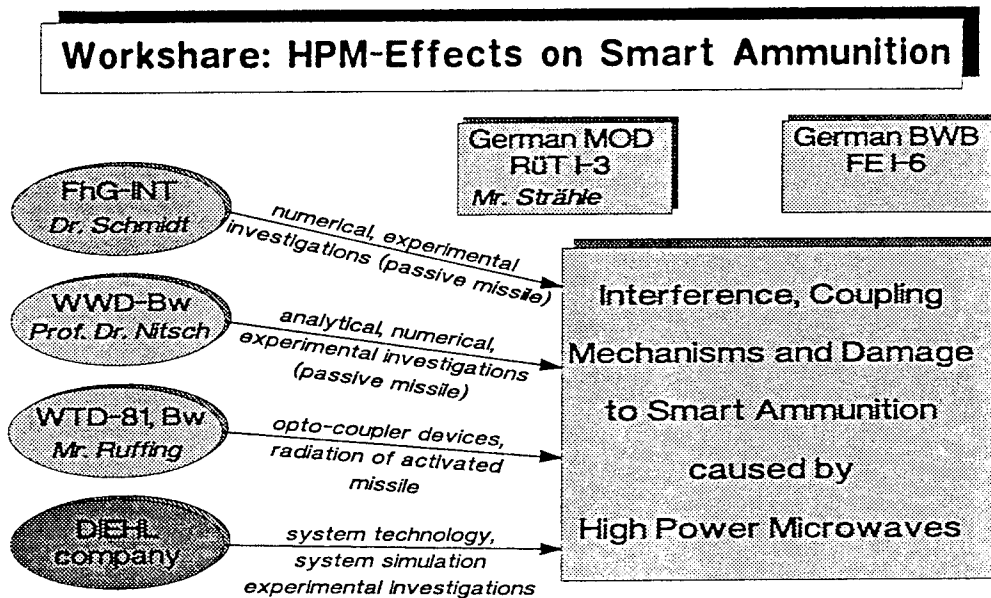 Workshare: HPM-Effects on Smart Ammunition
German MOD
RüT I-3
Mr. Strähle
German BWB
FE I-6
FhG-INT
Dr. Schmidt
numerical, experimental
investigations (passive missile)
WWD-Bw
Prof. Dr. Nitsch
analytical, numerical,
experimental investigations
(passive missile)
WTD-81, Bw
Mr. Ruffing
opto-coupler devices,
radiation of activated
missile
DIEHL
company
system technology,
system simulation
experimental investigations
Interference, Coupling
Mechanisms and Damage
to Smart Ammunition
caused by
High Power Microwaves